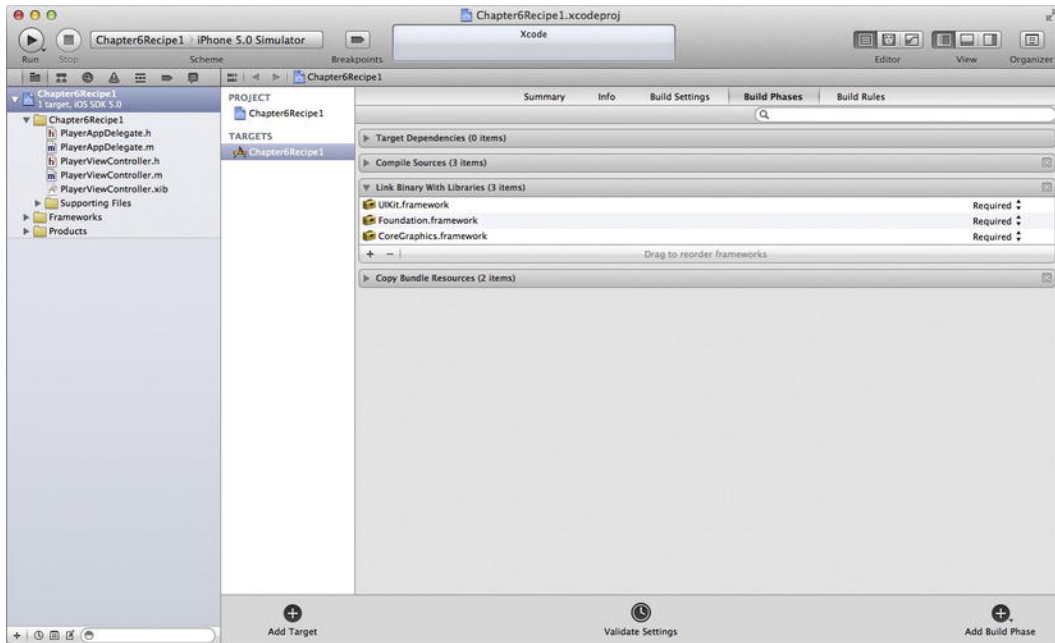 Chapter6Recipe1.xcodeproj
Chapter6Recipe1 › iPhone 5.0 Simulator
Xcode
Run
Stop
Scheme
Breakpoints
Editor
View
Organizer
Chapter6Recipe1
Chapter6Recipe1
1 target, iOS SDK 5.0
Chapter6Recipe1
h PlayerAppDelegate.h
m PlayerAppDelegate.m
h PlayerViewController.h
m PlayerViewController.m
PlayerViewController.xib
Supporting Files
Frameworks
Products
PROJECT
Chapter6Recipe1
TARGETS
Chapter6Recipe1
Summary
Info
Build Settings
Build Phases
Build Rules
Target Dependencies (0 items)
Compile Sources (3 items)
Link Binary With Libraries (3 items)
UIKit.framework
Required
Foundation.framework
Required
CoreGraphics.framework
Required
+ − Drag to reorder frameworks
Copy Bundle Resources (2 items)
Add Target
Validate Settings
Add Build Phase